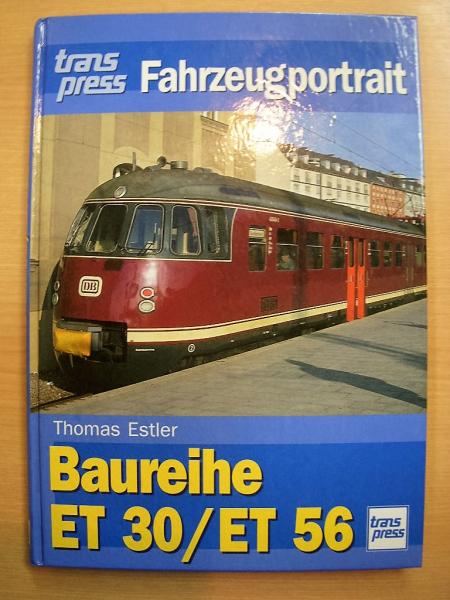 trans press Fahrzeugportrait
DB
Thomas Estler
Baureihe
ET 30/ET 56
trans press